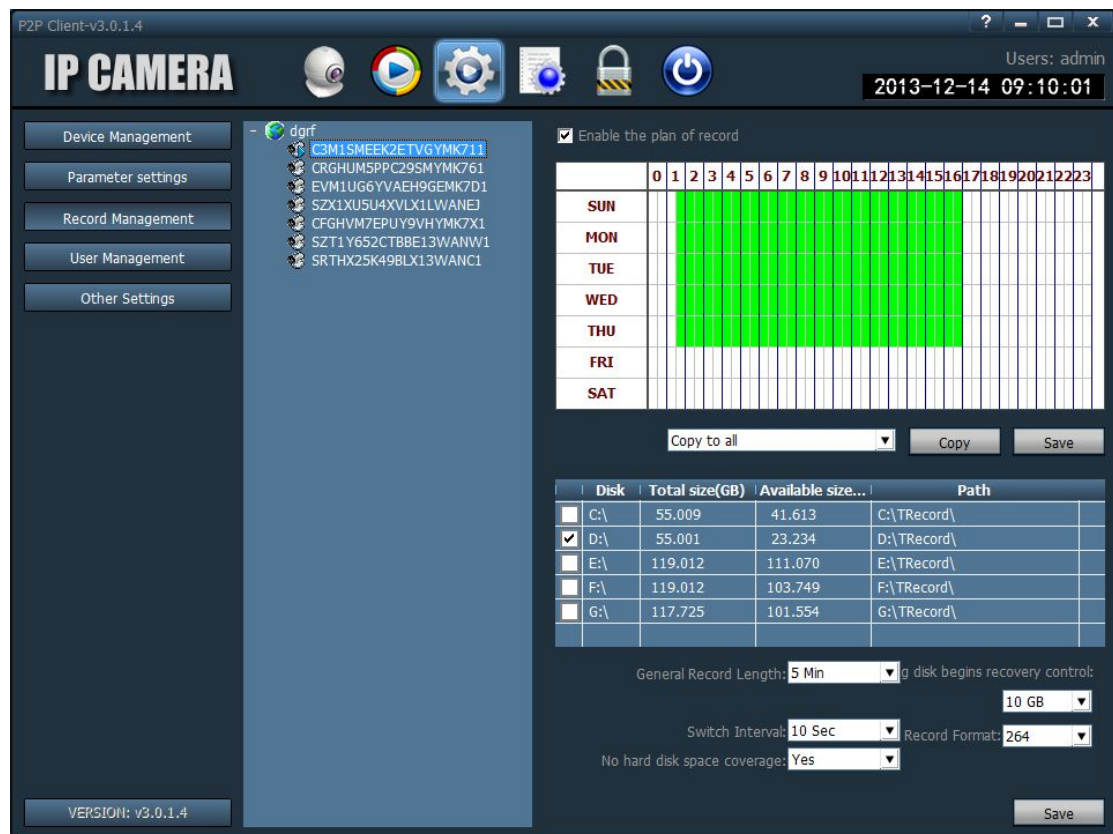 P2P Client-v3.0.1.4
? X
IP CAMERA
Users: admin
2013-12-14 09:10:01
Device Management
Parameter settings
Record Management
User Management
Other Settings
VERSION: v3.0.1.4
- dgrf
C3M1SMEEK2ETVGYMK711
CRGHUM5PPC29SMYMK761
EVM1UG6YVAEH9GEMK7D1
SZX1XU5U4XVLX1LWANEJ
CFGHVM7EPUY9VHYMK7X1
SZT1Y652CTBBE13WANW1
SRTHX25K49BLX13WANC1
Enable the plan of record
0 1 2 3 4 5 6 7 8 9 10 11 12 13 14 15 16 17 18 19 20 21 22 23
SUN
MON
TUE
WED
THU
FRI
SAT
Copy to all Copy Save
Disk Total size(GB) Available size... Path
C:\ 55.009 41.613 C:\TRecord\
D:\ 55.001 23.234 D:\TRecord\
E:\ 119.012 111.070 E:\TRecord\
F:\ 119.012 103.749 F:\TRecord\
G:\ 117.725 101.554 G:\TRecord\
General Record Length: 5 Min g disk begins recovery control:
10 GB
Switch Interval: 10 Sec Record Format: 264
No hard disk space coverage: Yes
Save